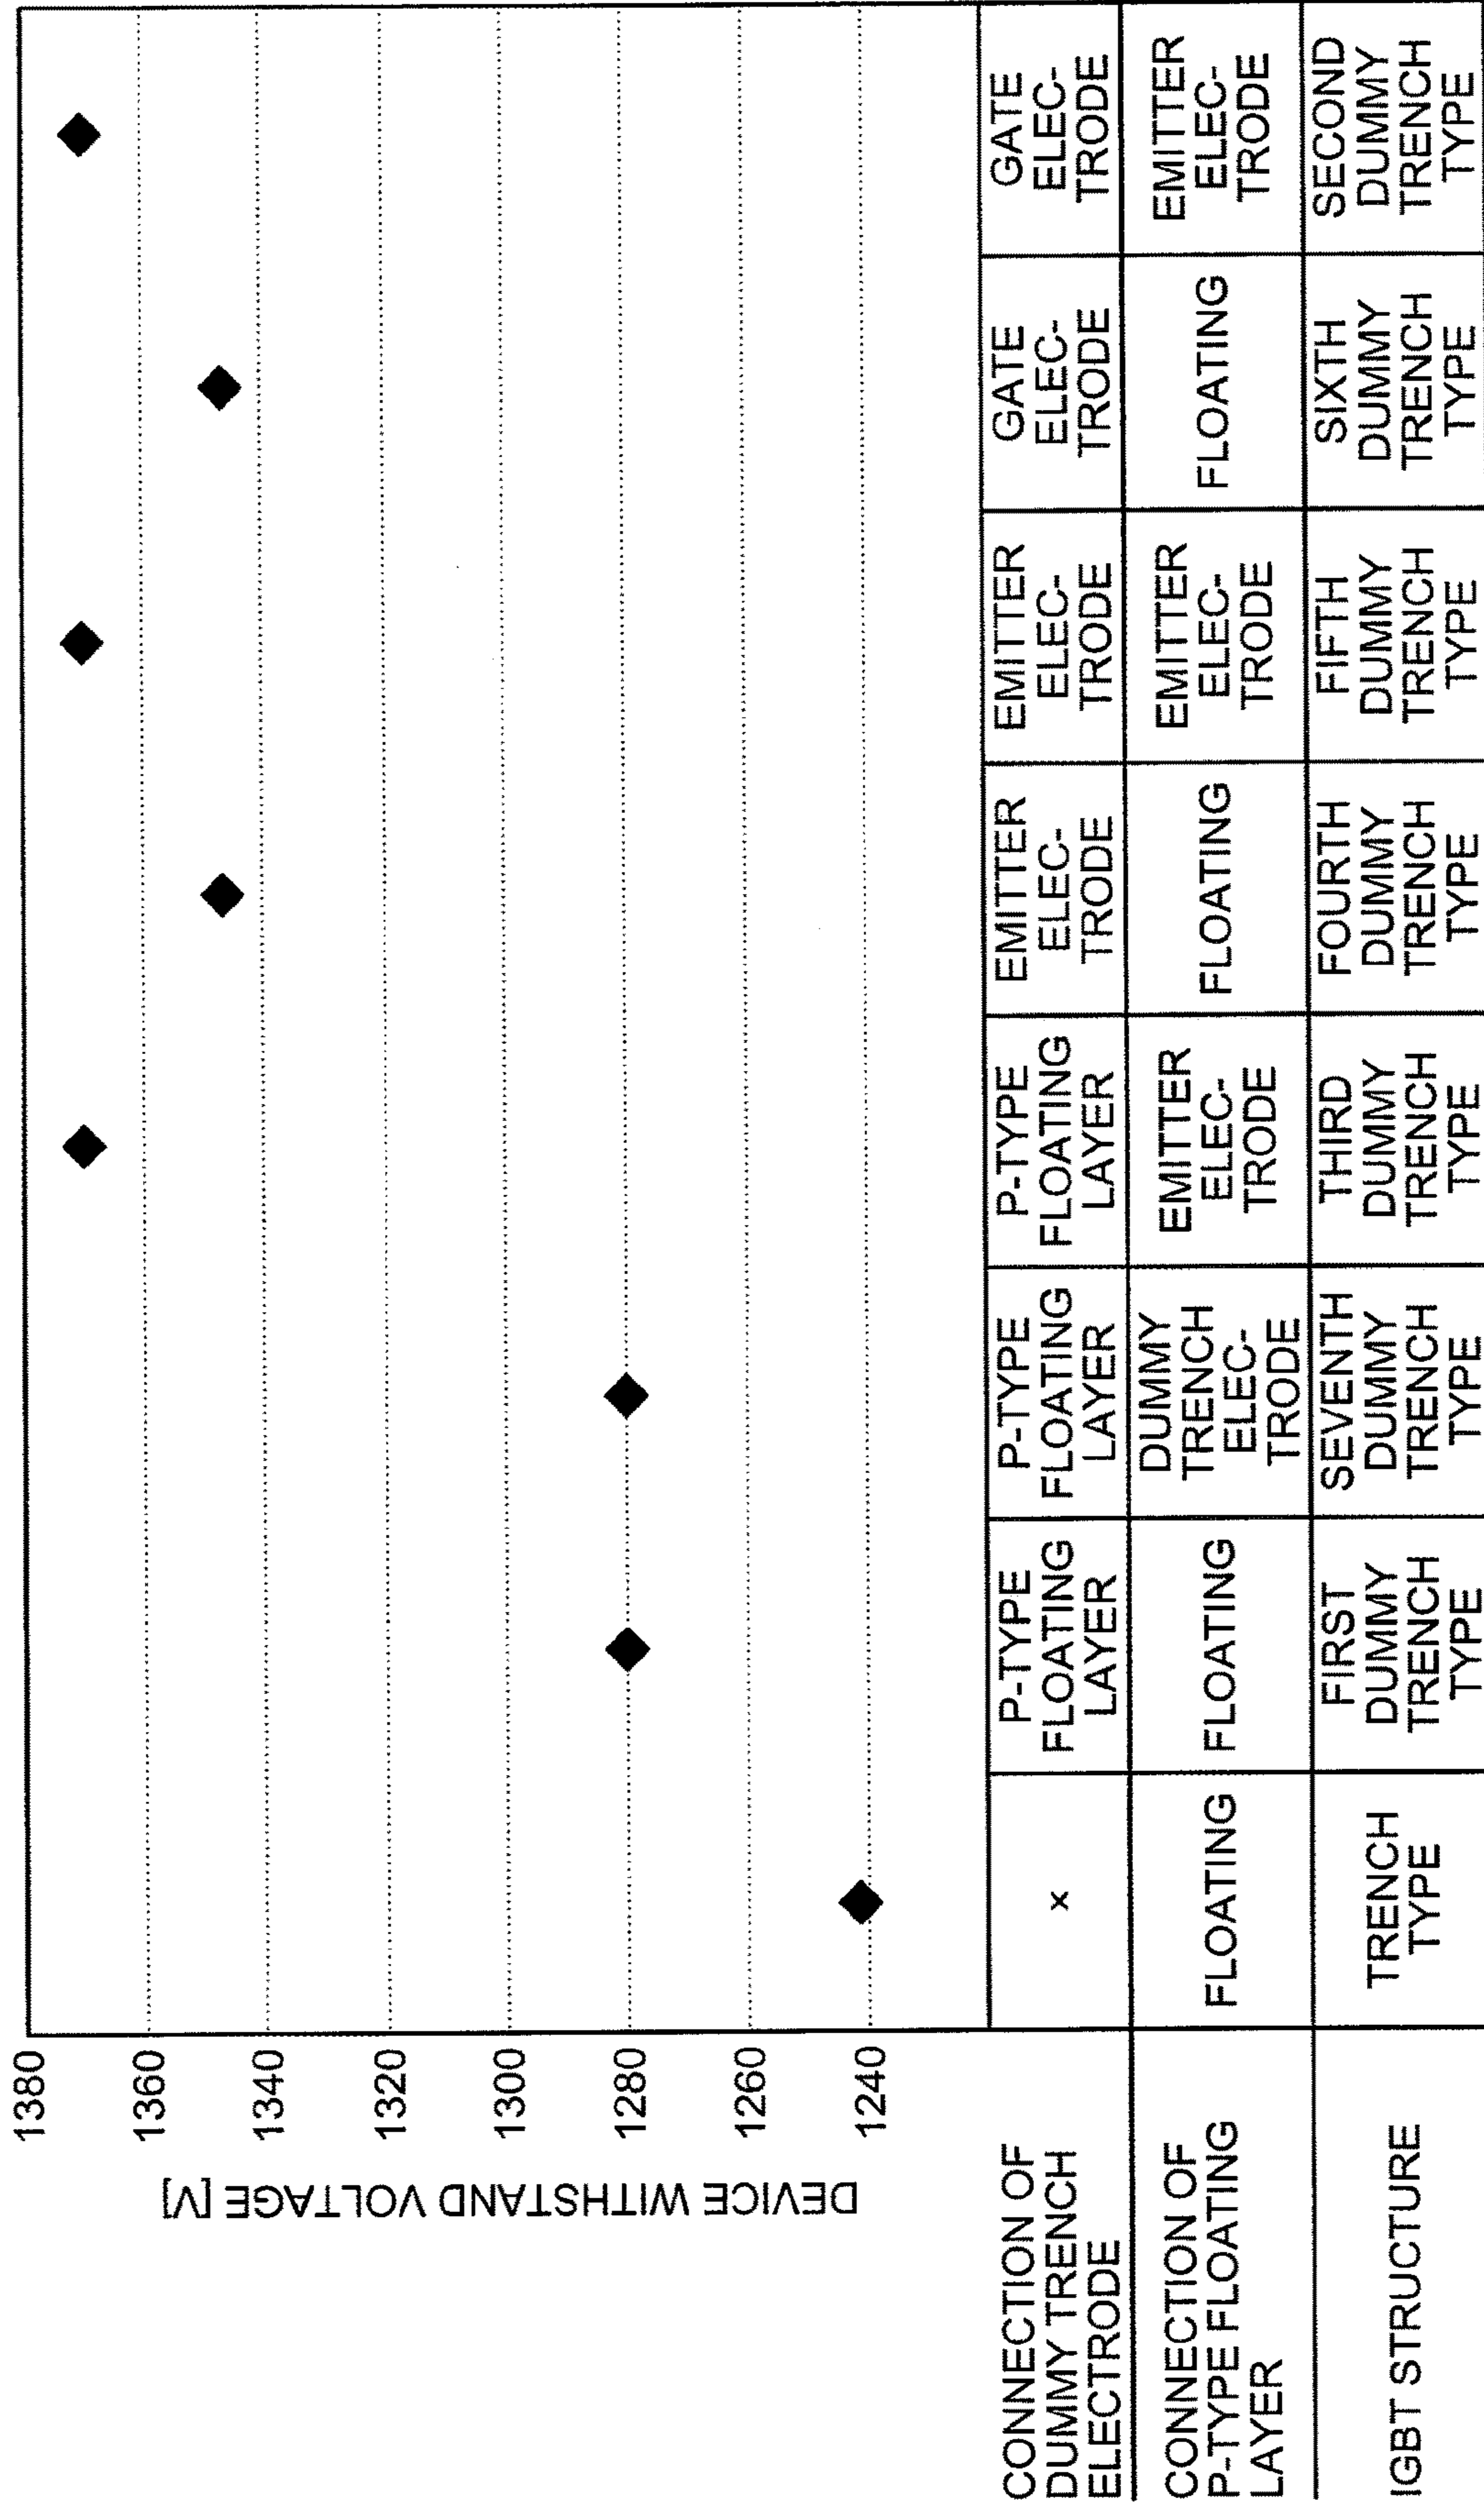 DEVICE WITHSTAND VOLTAGE [V]
1380
1360
1340
1320
1300
1280
1260
1240
CONNECTION OF
DUMMY TRENCH
ELECTRODE
×
P-TYPE
FLOATING
LAYER
P-TYPE
FLOATING
LAYER
P-TYPE
FLOATING
LAYER
EMITTER
ELEC-
TRODE
EMITTER
ELEC-
TRODE
GATE
ELEC-
TRODE
GATE
ELEC-
TRODE
CONNECTION OF
P-TYPE FLOATING
LAYER
FLOATING
FLOATING
DUMMY
TRENCH
ELEC-
TRODE
EMITTER
ELEC-
TRODE
FLOATING
EMITTER
ELEC-
TRODE
FLOATING
EMITTER
ELEC-
TRODE
IGBT STRUCTURE
TRENCH
TYPE
FIRST
DUMMY
TRENCH
TYPE
SEVENTH
DUMMY
TRENCH
TYPE
THIRD
DUMMY
TRENCH
TYPE
FOURTH
DUMMY
TRENCH
TYPE
FIFTH
DUMMY
TRENCH
TYPE
SIXTH
DUMMY
TRENCH
TYPE
SECOND
DUMMY
TRENCH
TYPE